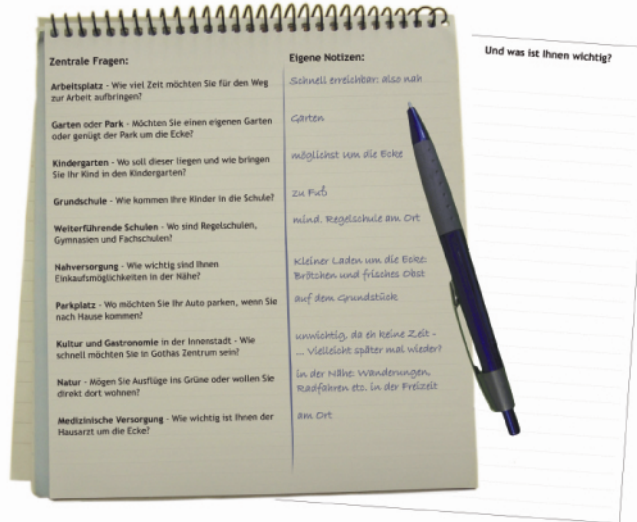 Zentrale Fragen:
Eigene Notizen:
Arbeitsplatz - Wie viel Zeit möchten Sie für den Weg
zur Arbeit aufbringen?
Schnell erreichbar: also nah
Garten oder Park - Möchten Sie einen eigenen Garten
oder genügt der Park um die Ecke?
Garten
Kindergarten - Wo soll dieser liegen und wie bringen
Sie Ihr Kind in den Kindergarten?
möglichst um die Ecke
Grundschule - Wie kommen Ihre Kinder in die Schule?
zu Fuß
Weiterführende Schulen - Wo sind Regelschulen,
Gymnasien und Fachschulen?
mind. Regelschule am Ort
Nahversorgung - Wie wichtig sind Ihnen
Einkaufsmöglichkeiten in der Nähe?
Kleiner Laden um die Ecke:
Brötchen und frisches Obst
Parkplatz - Wo möchten Sie Ihr Auto parken, wenn Sie
nach Hause kommen?
auf dem Grundstück
Kultur und Gastronomie in der Innenstadt - Wie
schnell möchten Sie in Gothas Zentrum sein?
unwichtig, da eh keine Zeit -
... Vielleicht später mal wieder?
Natur - Mögen Sie Ausflüge ins Grüne oder wollen Sie
direkt dort wohnen?
in der Nähe: Wanderungen,
Radfahren etc. in der Freizeit
Medizinische Versorgung - Wie wichtig ist Ihnen der
Hausarzt um die Ecke?
am Ort
Und was ist Ihnen wichtig?